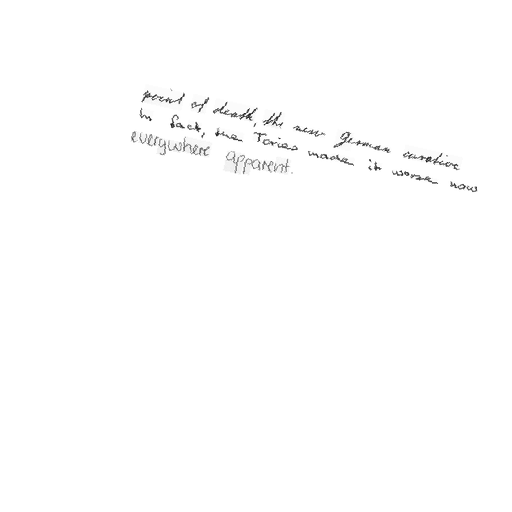 point of death, the new German curative
In fact, the Tories made it worse now
everywhere apparent.